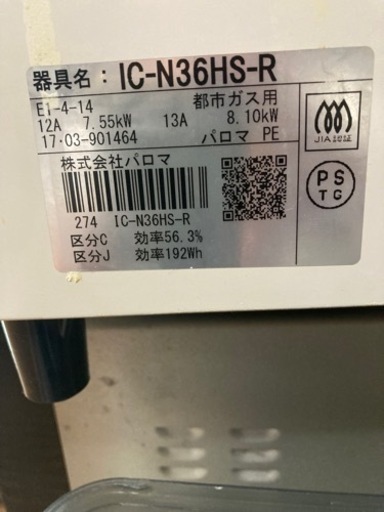 器具名：IC-N36HS-R
E1-4-14 都市ガス用
12A 7.55kW 13A 8.10kW
17·03-901464 パロマ PE
JIA認証
株式会社パロマ
PS
TG
274 IC-N36HS-R
区分C 効率56.3%
区分J 効率192Wh